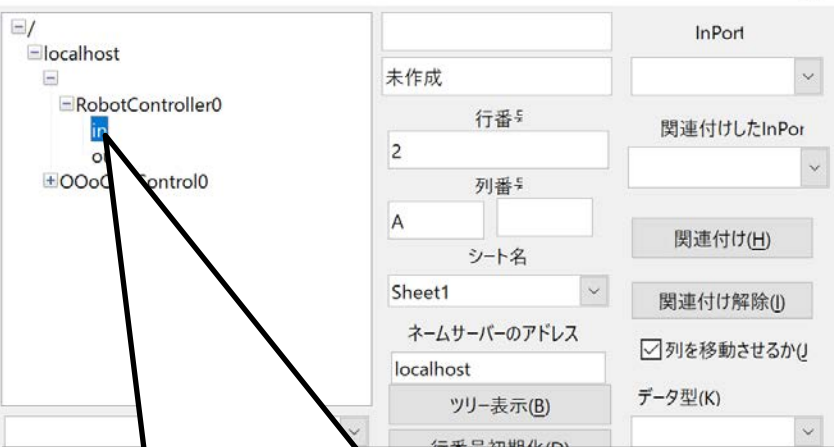 /
localhost
RobotController0
in
OOoC ontrol0
未作成
行番号
2
列番号
A
シート名
Sheet1
ネームサーバーのアドレス
localhost
ツリー表示(B)
InPort
関連付けしたInPor
関連付け(H)
関連付け解除(I)
列を移動させるか(J
データ型(K)